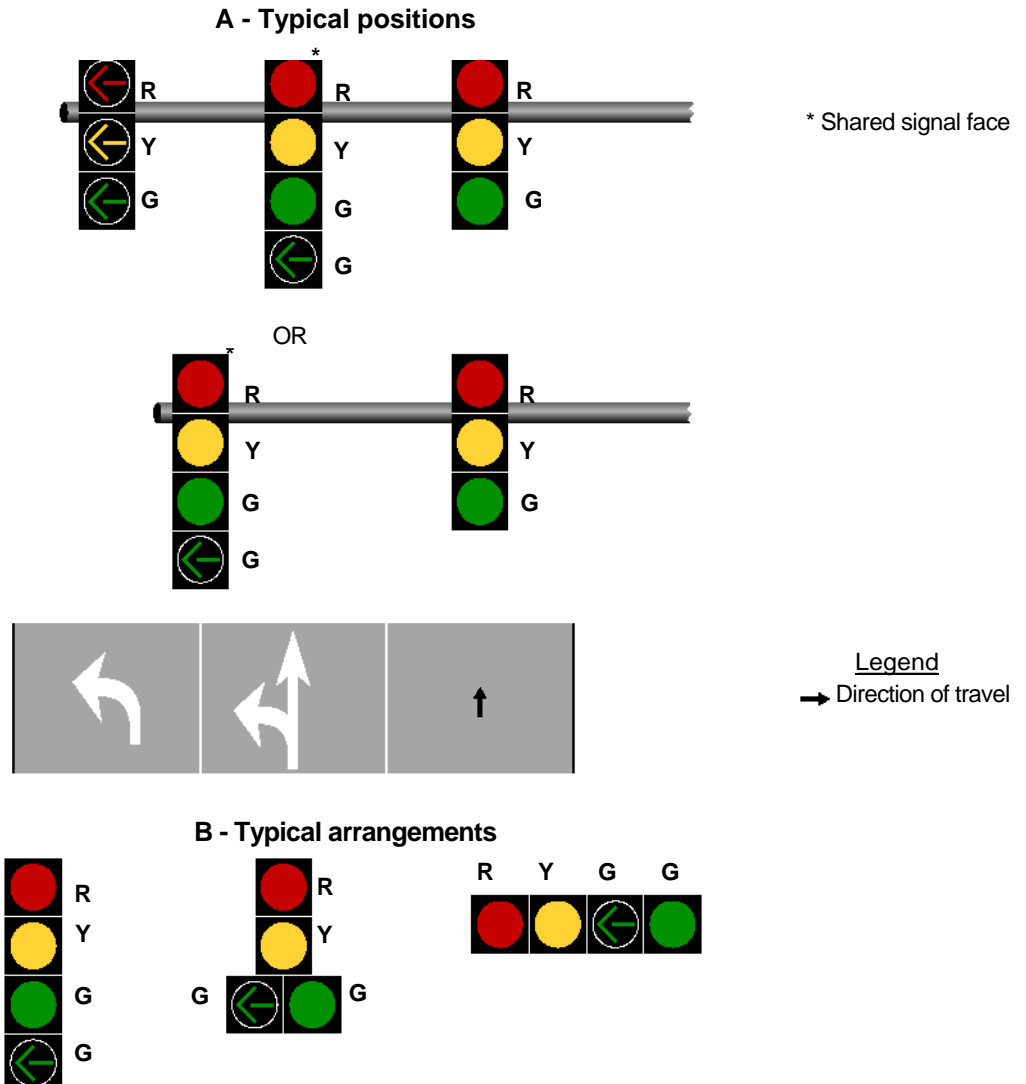 A - Typical positions
*
R R R
* Shared signal face
Y Y Y
G G G
G
OR
*
R R
Y Y
G G
G
Legend
Direction of travel
B - Typical arrangements
R Y G G
R R
Y Y
G G G
G